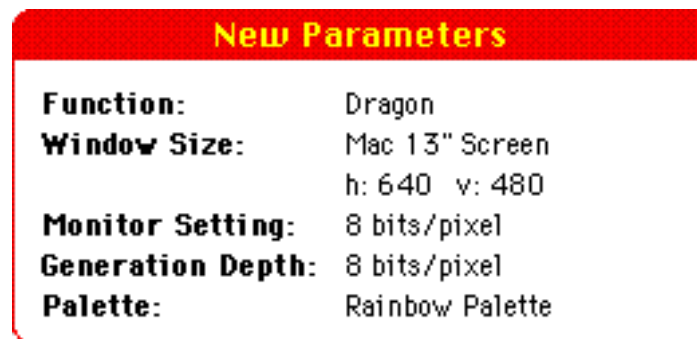 New Parameters
Function: Dragon
Window Size: Mac 13" Screen
h: 640 v: 480
Monitor Setting: 8 bits/pixel
Generation Depth: 8 bits/pixel
Palette: Rainbow Palette